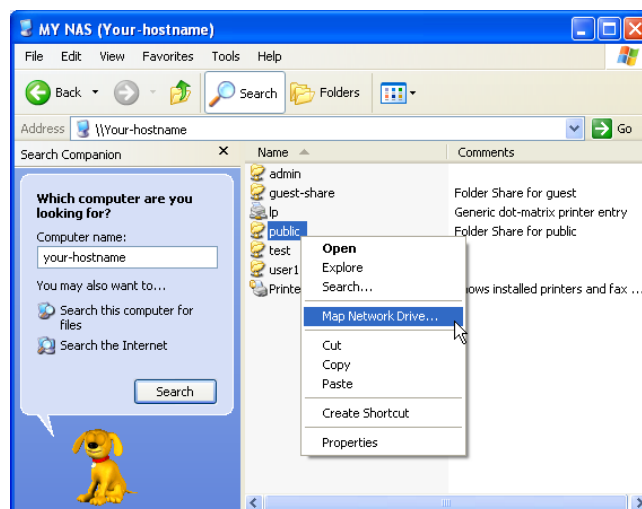 MY NAS (Your-hostname)
File Edit View Favorites Tools Help
Back Search Folders
Address \\Your-hostname Go
Search Companion
Name Comments
Which computer are you
looking for?
Computer name:
your-hostname
You may also want to...
Search this computer for
files
Search the Internet
Search
admin
guest-share Folder Share for guest
lp Generic dot-matrix printer entry
public Folder Share for public
test
user1
Open
Explore
Search...
Map Network Drive...
Cut
Copy
Paste
Create Shortcut
Properties
installed printers and fax ...